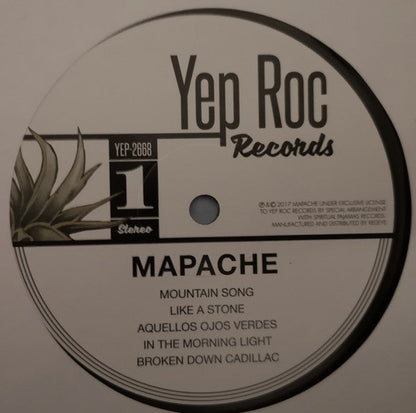 Yep Roc
Records
YEP-2668
1
Stereo
℗ & © 2017 MAPACHE UNDER EXCLUSIVE LICENSE
TO YEP ROC RECORDS BY SPECIAL ARRANGEMENT
WITH SPIRITUAL PAJAMAS RECORDS.
MANUFACTURED AND DISTRIBUTED BY REDEYE
MAPACHE
MOUNTAIN SONG
LIKE A STONE
AQUELLOS OJOS VERDES
IN THE MORNING LIGHT
BROKEN DOWN CADILLAC